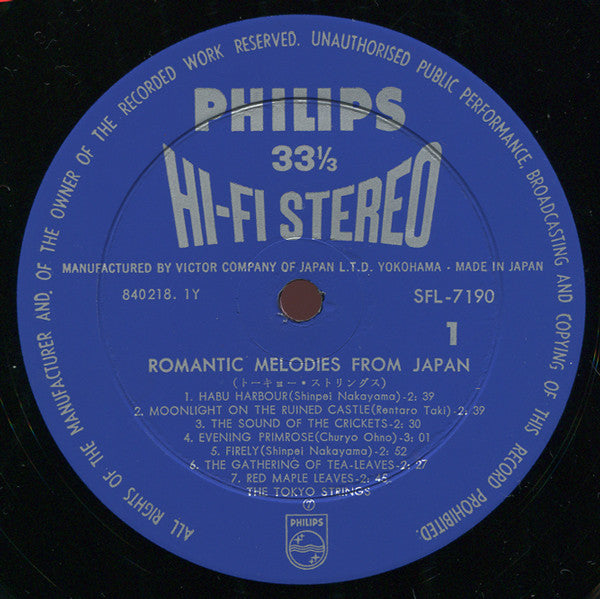 ALL RIGHTS OF THE MANUFACTURER AND, OF THE OWNER OF THE RECORDED WORK RESERVED. UNAUTHORISED PUBLIC PERFORMANCE, BROADCASTING AND COPYING OF THIS RECORD PROHIBITED.
PHILIPS
33⅓
HI-FI STEREO
MANUFACTURED BY VICTOR COMPANY OF JAPAN L.T.D. YOKOHAMA · MADE IN JAPAN
840218. 1Y
SFL-7190
1
ROMANTIC MELODIES FROM JAPAN
(トーキョー・ストリングス)
1. HABU HARBOUR(Shinpei Nakayama)-2: 39
2. MOONLIGHT ON THE RUINED CASTLE(Rentaro Taki)-2: 39
3. THE SOUND OF THE CRICKETS-2: 30
4. EVENING PRIMROSE(Churyo Ohno)-3; 01
5. FIRELY(Shinpei Nakayama)-2; 52
6. THE GATHERING OF TEA-LEAVES-2; 27
7. RED MAPLE LEAVES-2; 45
THE TOKYO STRINGS
PHILIPS